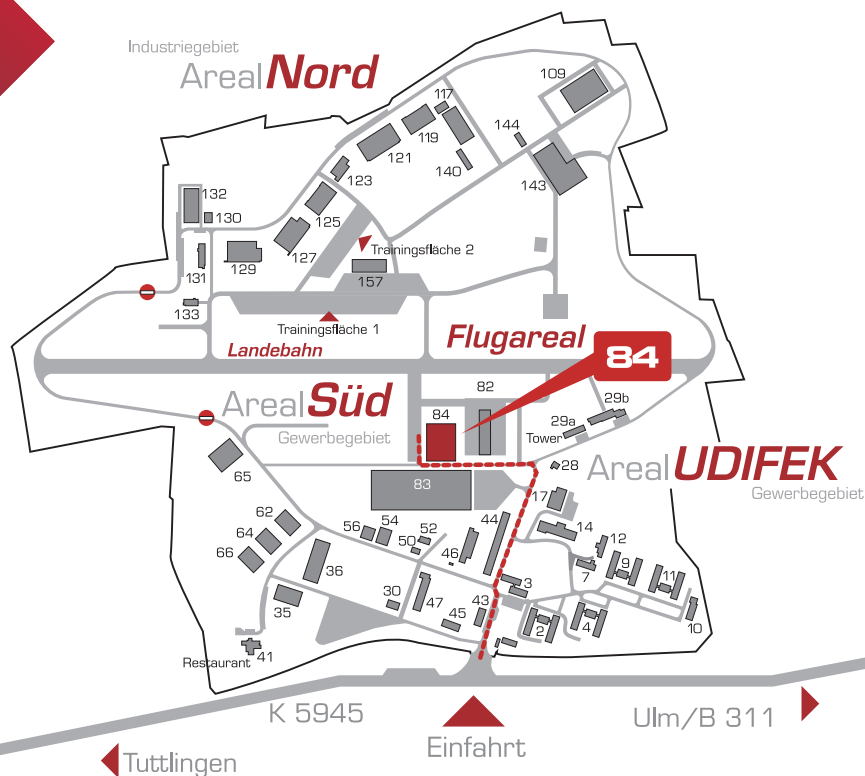 Industriegebiet
Areal Nord
109
117
119
144
121
140
143
123
132
130
125
127
Trainingsfläche 2
129
131
157
133
Trainingsfläche 1
Landebahn
Flugareal
84
82
Areal Süd
Gewerbegebiet
84
29b
29a
Tower
28
Areal UDIFEK
Gewerbegebiet
65
83
17
62
64
66
56
54
52
50
44
46
14
12
7
9
11
36
3
35
30
47
45
43
2
4
10
Restaurant
41
K 5945
Ulm/B 311
Einfahrt
Tuttlingen